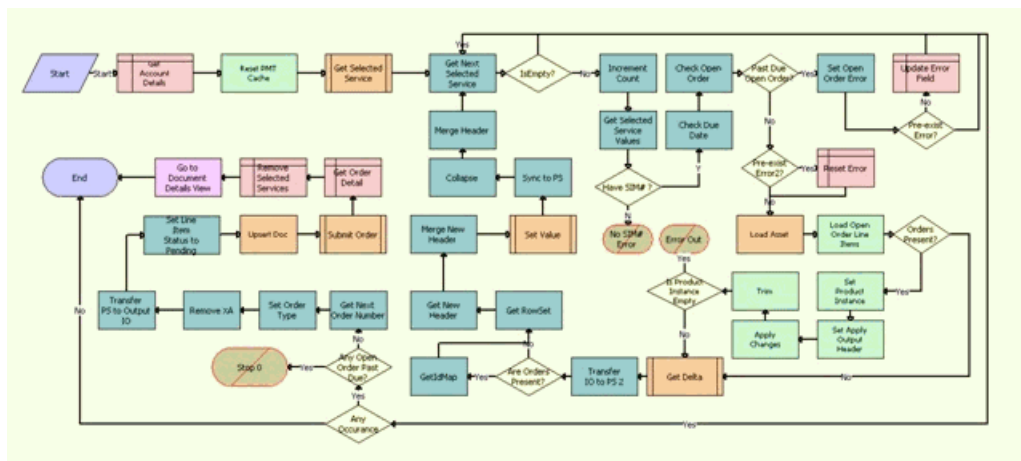 Yes
Start
Start
Get
Account
Details
Reset PMT
Cache
Get Selected
Service
Get Next
Selected
Service
IsEmpty?
No
Increment
Count
Check Open
Order
Past Due
Open Order?
Yes
Set Open
Order Error
Update Error
Field
No
Pre-exist
Error?
Merge Header
Get Selected
Service
Values
Check Due
Date
No
End
Go to
Document
Details View
Remove
Selected
Services
Get Order
Detail
Collapse
Sync to PS
Have SIM# ?
Y
N
Pre-exist
Error2?
Yes
Reset Error
No
Set Line
Item
Status to
Pending
Upsert Doc
Submit Order
Merge New
Header
Set Value
No SIM#
Error
Error Out
Load Asset
Load Open
Order Line
Items
Orders
Present?
Yes
Transfer
PS to Output
IO
Remove XA
Set Order
Type
Get Next
Order Number
Get New
Header
Get RowSet
Is Product
Instance
Empty
Trim
Set
Product
Instance
Yes
No
No
No
No
Apply
Changes
Set Apply
Output
Header
Stop 0
Yes
Any Open
Order Past
Due?
GetIdMap
Yes
Are Orders
Present?
Transfer
IO to PS 2
Get Delta
No
Yes
Any
Occurance
Yes